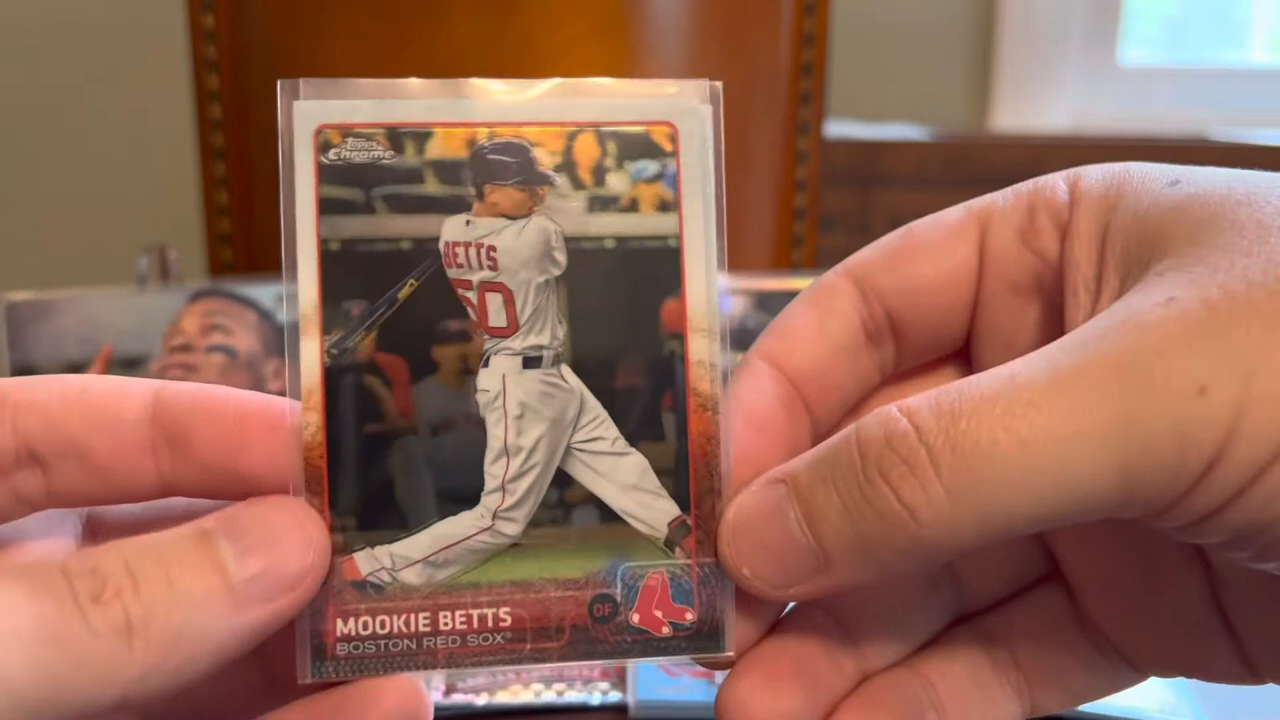 Topps
Chrome
BETTS
50
MOOKIE BETTS
OF
BOSTON RED SOX®